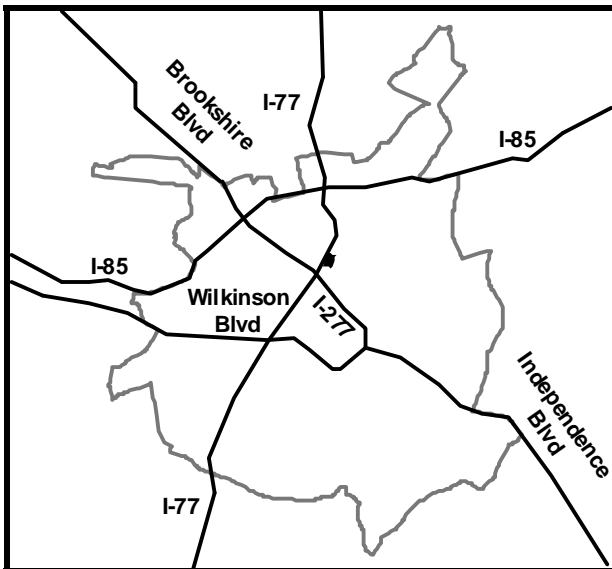 Brookshire
Blvd
I-77
I-85
I-85
Wilkinson
Blvd
I-277
Independence
Blvd
I-77